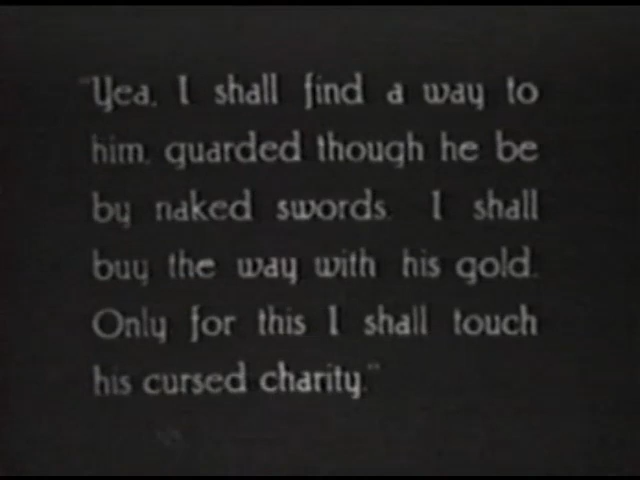 "Yea, I shall find a way to
him, guarded though he be
by naked swords. I shall
buy the way with his gold.
Only for this I shall touch
his cursed charity."